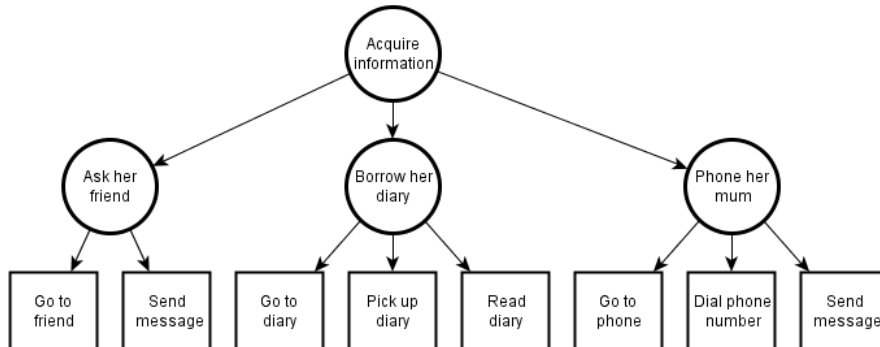 Acquire
information
Ask her
friend
Borrow her
diary
Phone her
mum
Go to
friend
Send
message
Go to
diary
Pick up
diary
Read
diary
Go to
phone
Dial phone
number
Send
message